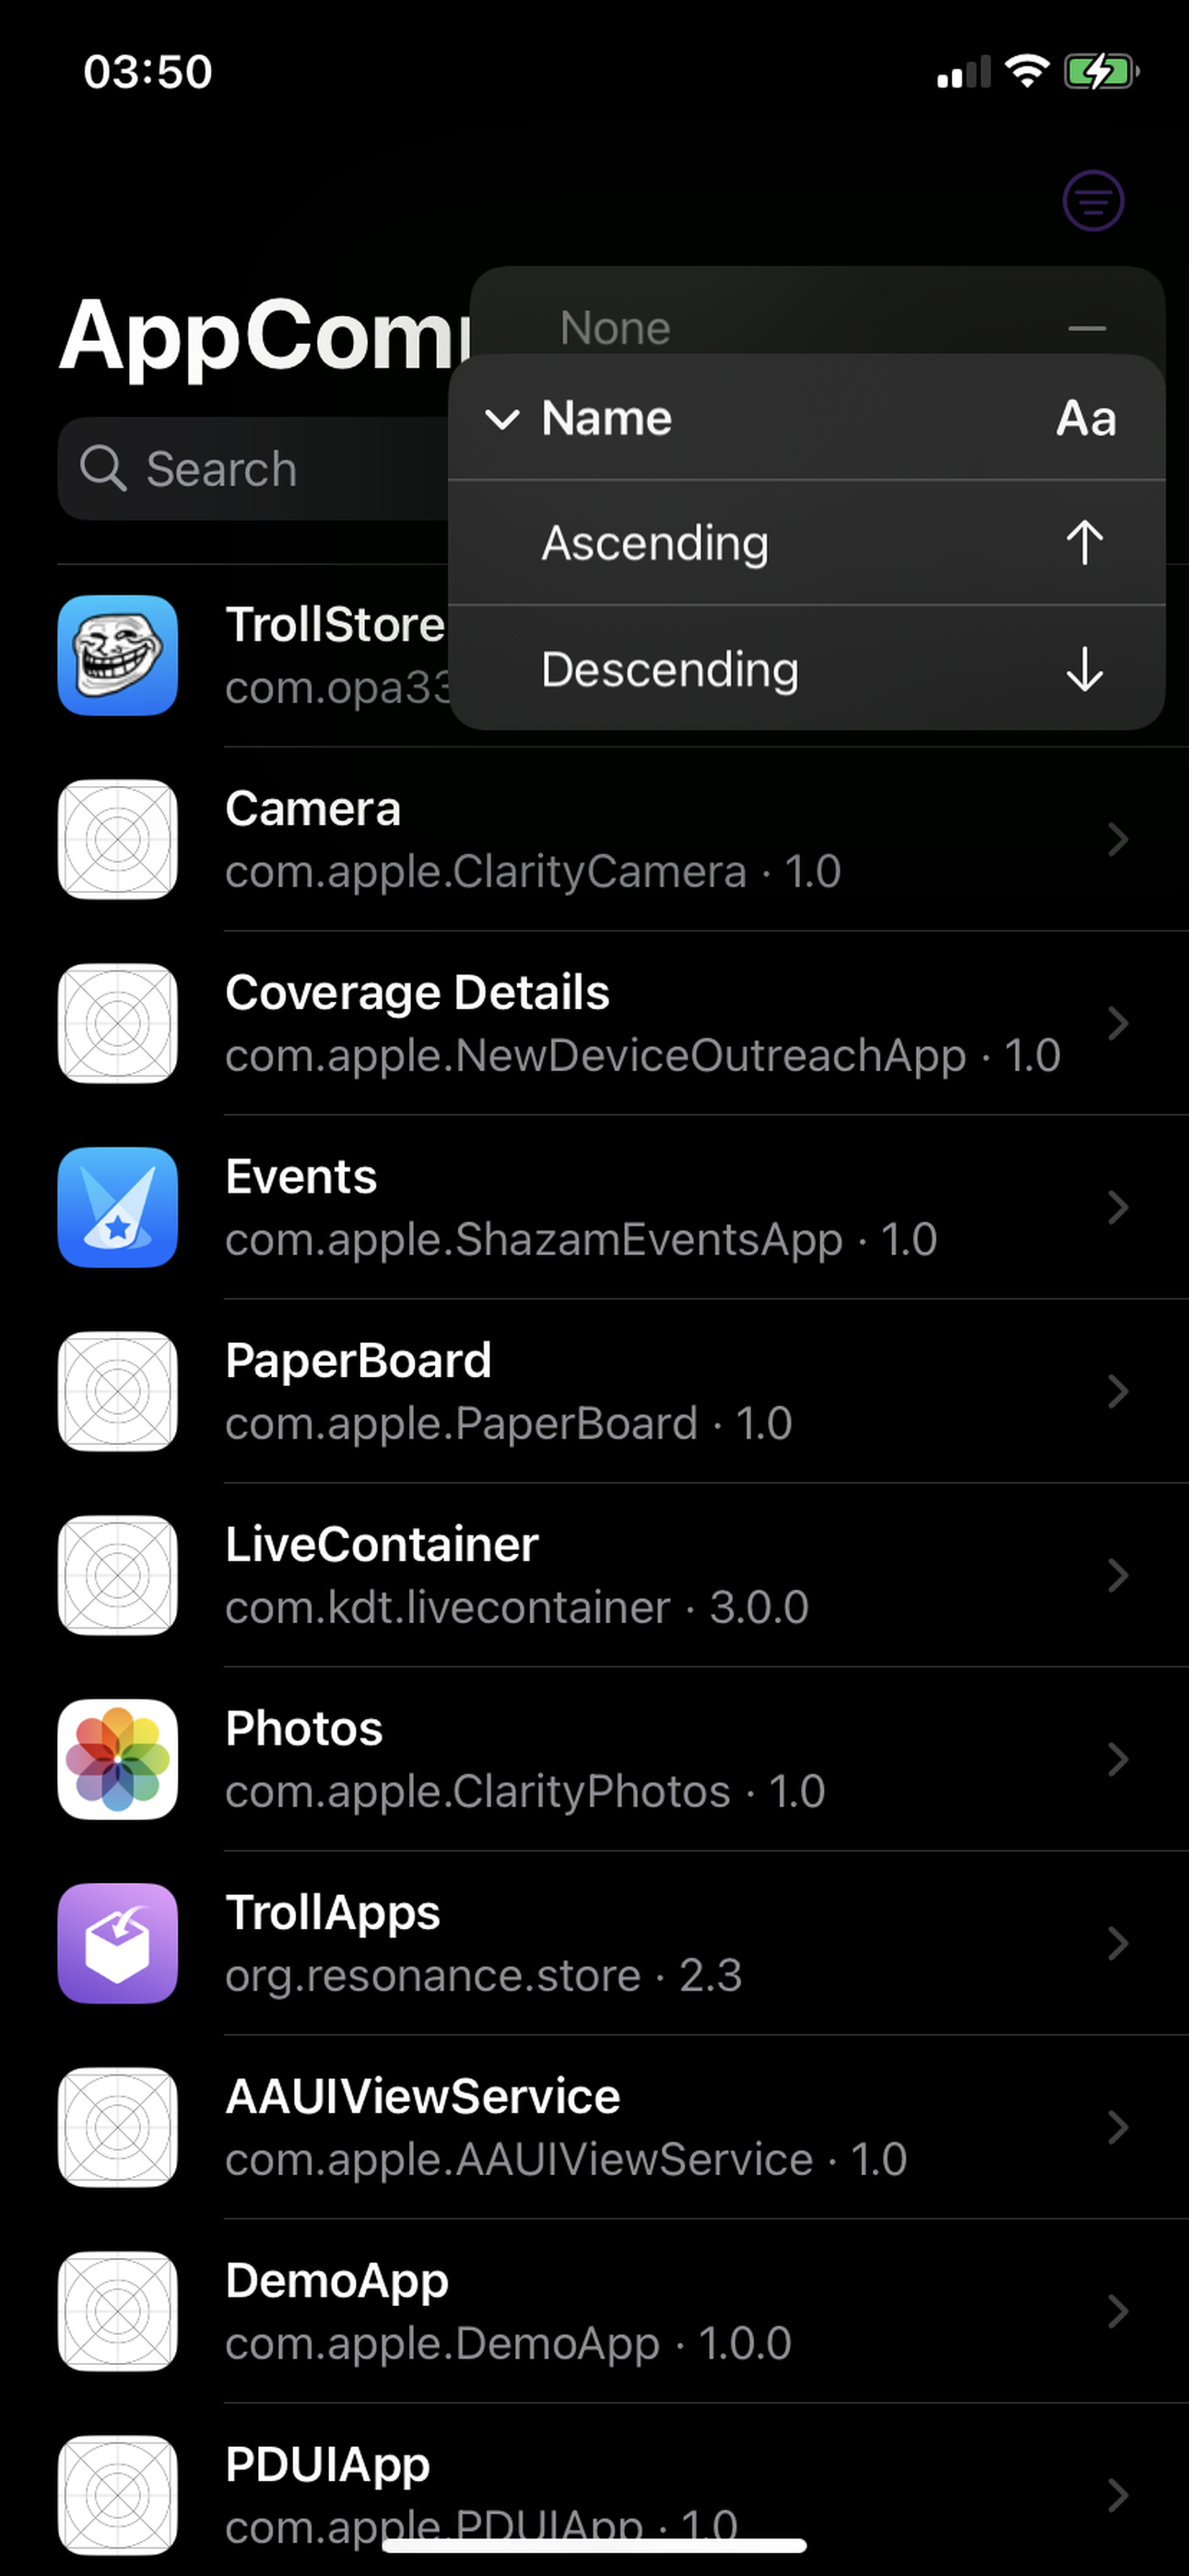 03:50
None
AppComp
Name
Aa
Search
Ascending
TrollStore
Descending
com.opa33
Camera
com.apple.ClarityCamera · 1.0
Coverage Details
com.apple.NewDeviceOutreachApp · 1.0
Events
com.apple.ShazamEventsApp · 1.0
PaperBoard
com.apple.PaperBoard · 1.0
LiveContainer
com.kdt.livecontainer · 3.0.0
Photos
com.apple.ClarityPhotos · 1.0
TrollApps
org.resonance.store · 2.3
AAUIViewService
com.apple.AAUIViewService · 1.0
DemoApp
com.apple.DemoApp · 1.0.0
PDUIApp
com.apple.PDUIApp · 1.0